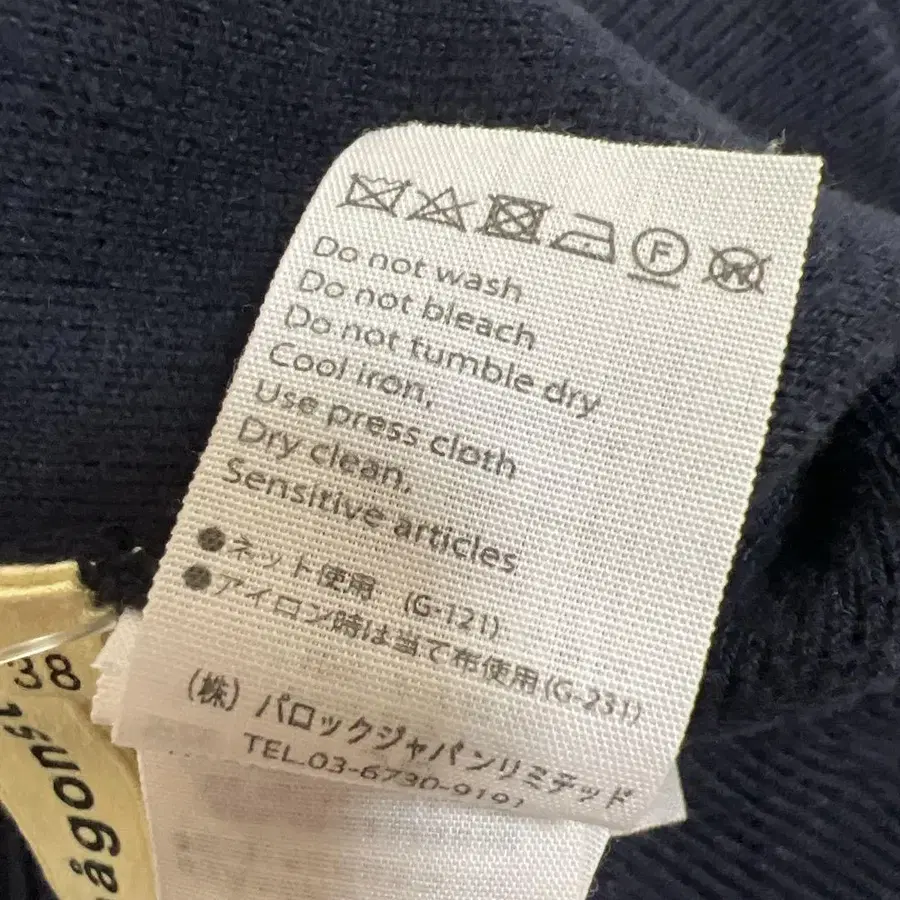 F
W
Do not wash
Do not bleach
Do not tumble dry,
Cool iron,
Use press cloth
Dry clean,
Sensitive articles
●ネット使用 (G-121)
●アイロン時は当て布使用(G-231)
(株) バロックジャパンリミテッド
TEL.03-6730-9191
38
någonst